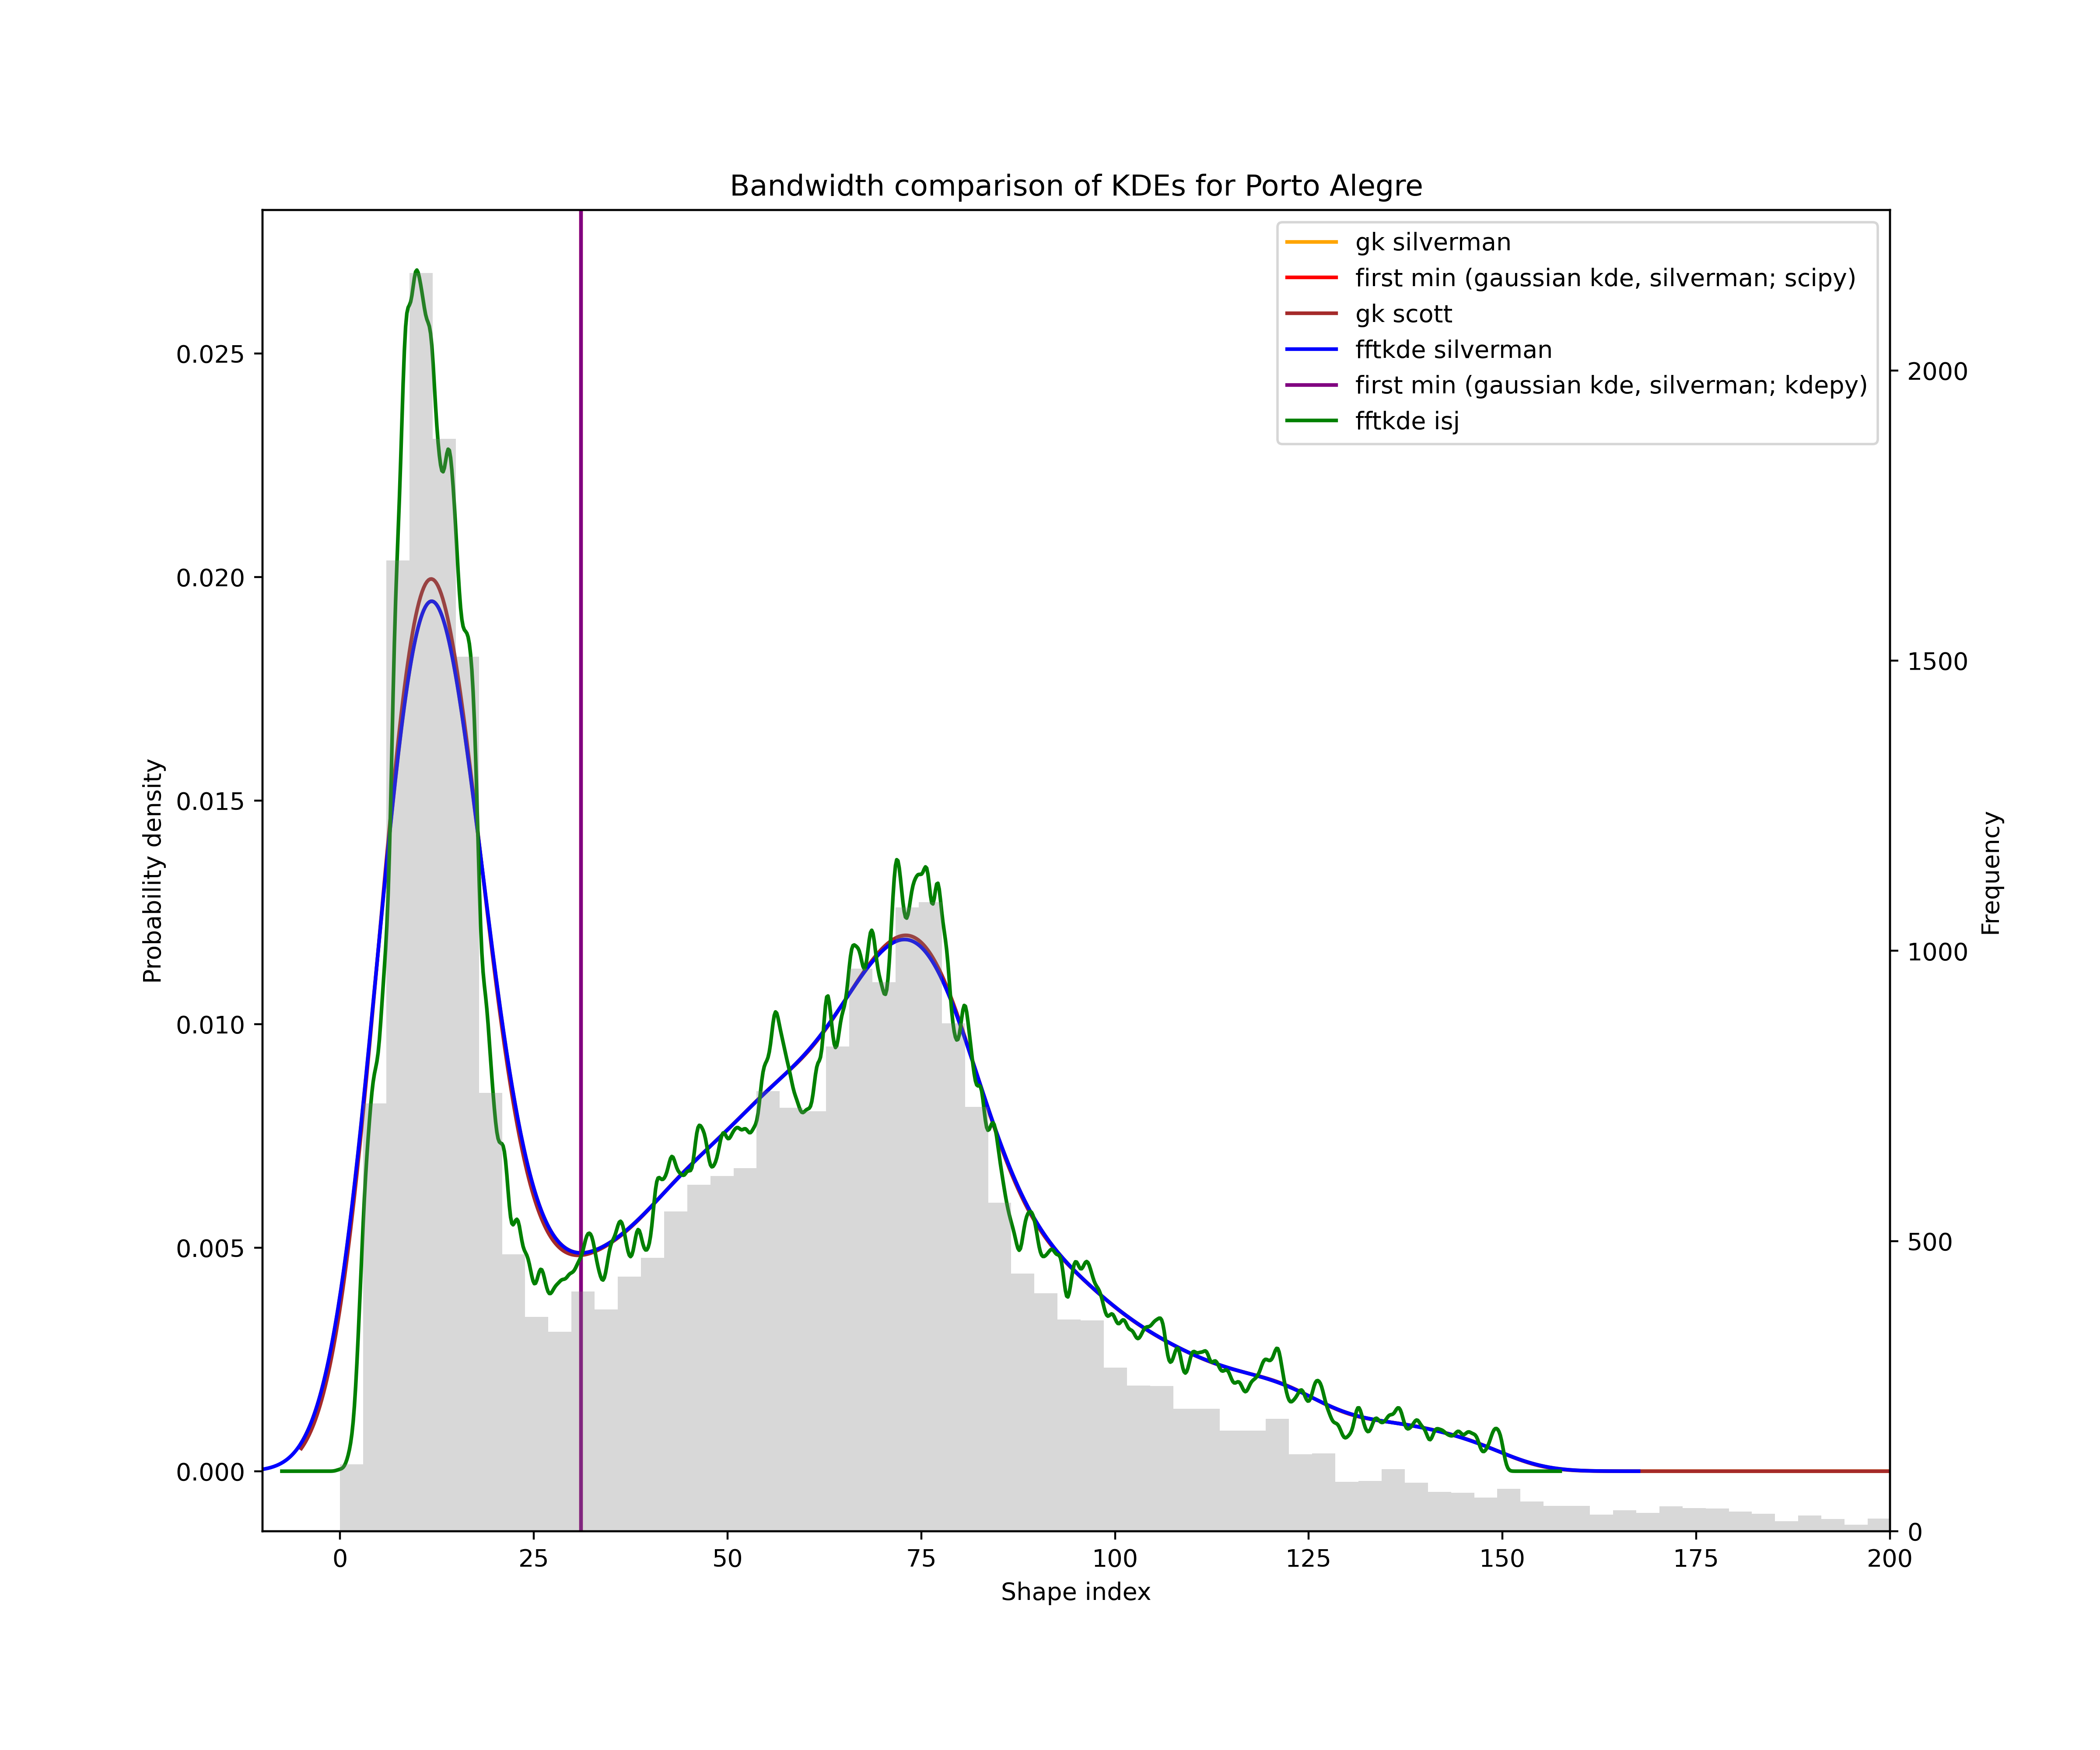 Bandwidth comparison of KDEs for Porto Alegre
gk silverman
first min (gaussian kde, silverman; scipy)
gk scott
fftkde silverman
first min (gaussian kde, silverman; kdepy)
fftkde isj
0.025
0.020
0.015
0.010
0.005
0.000
Probability density
2000
1500
1000
500
0
Frequency
0 25 50 75 100 125 150 175 200
Shape index